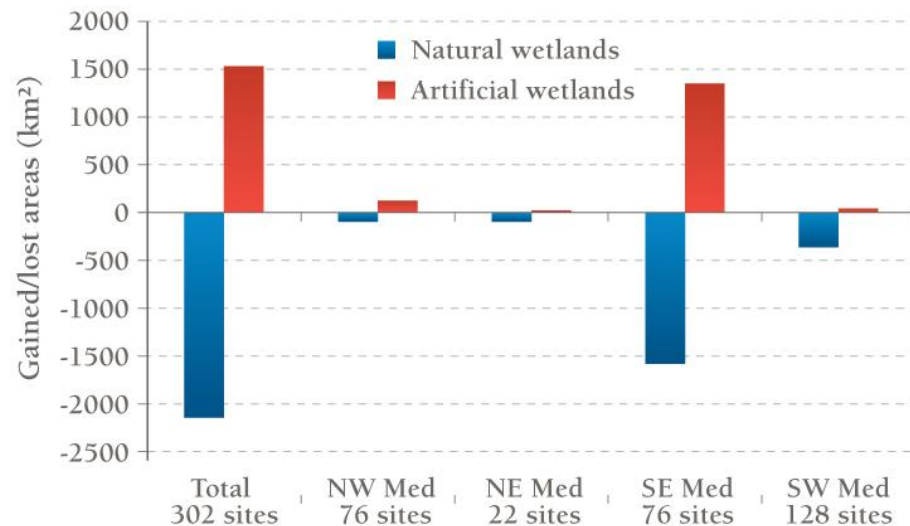 2000
1500
1000
500
0
-500
-1000
-1500
-2000
-2500
Gained/lost areas (km²)
Natural wetlands
Artificial wetlands
Total
302 sites
NW Med
76 sites
NE Med
22 sites
SE Med
76 sites
SW Med
128 sites